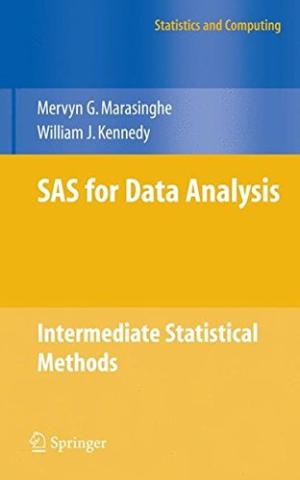 Statistics and Computing
Mervyn G. Marasinghe
William J. Kennedy
SAS for Data Analysis
Intermediate Statistical
Methods
Springer